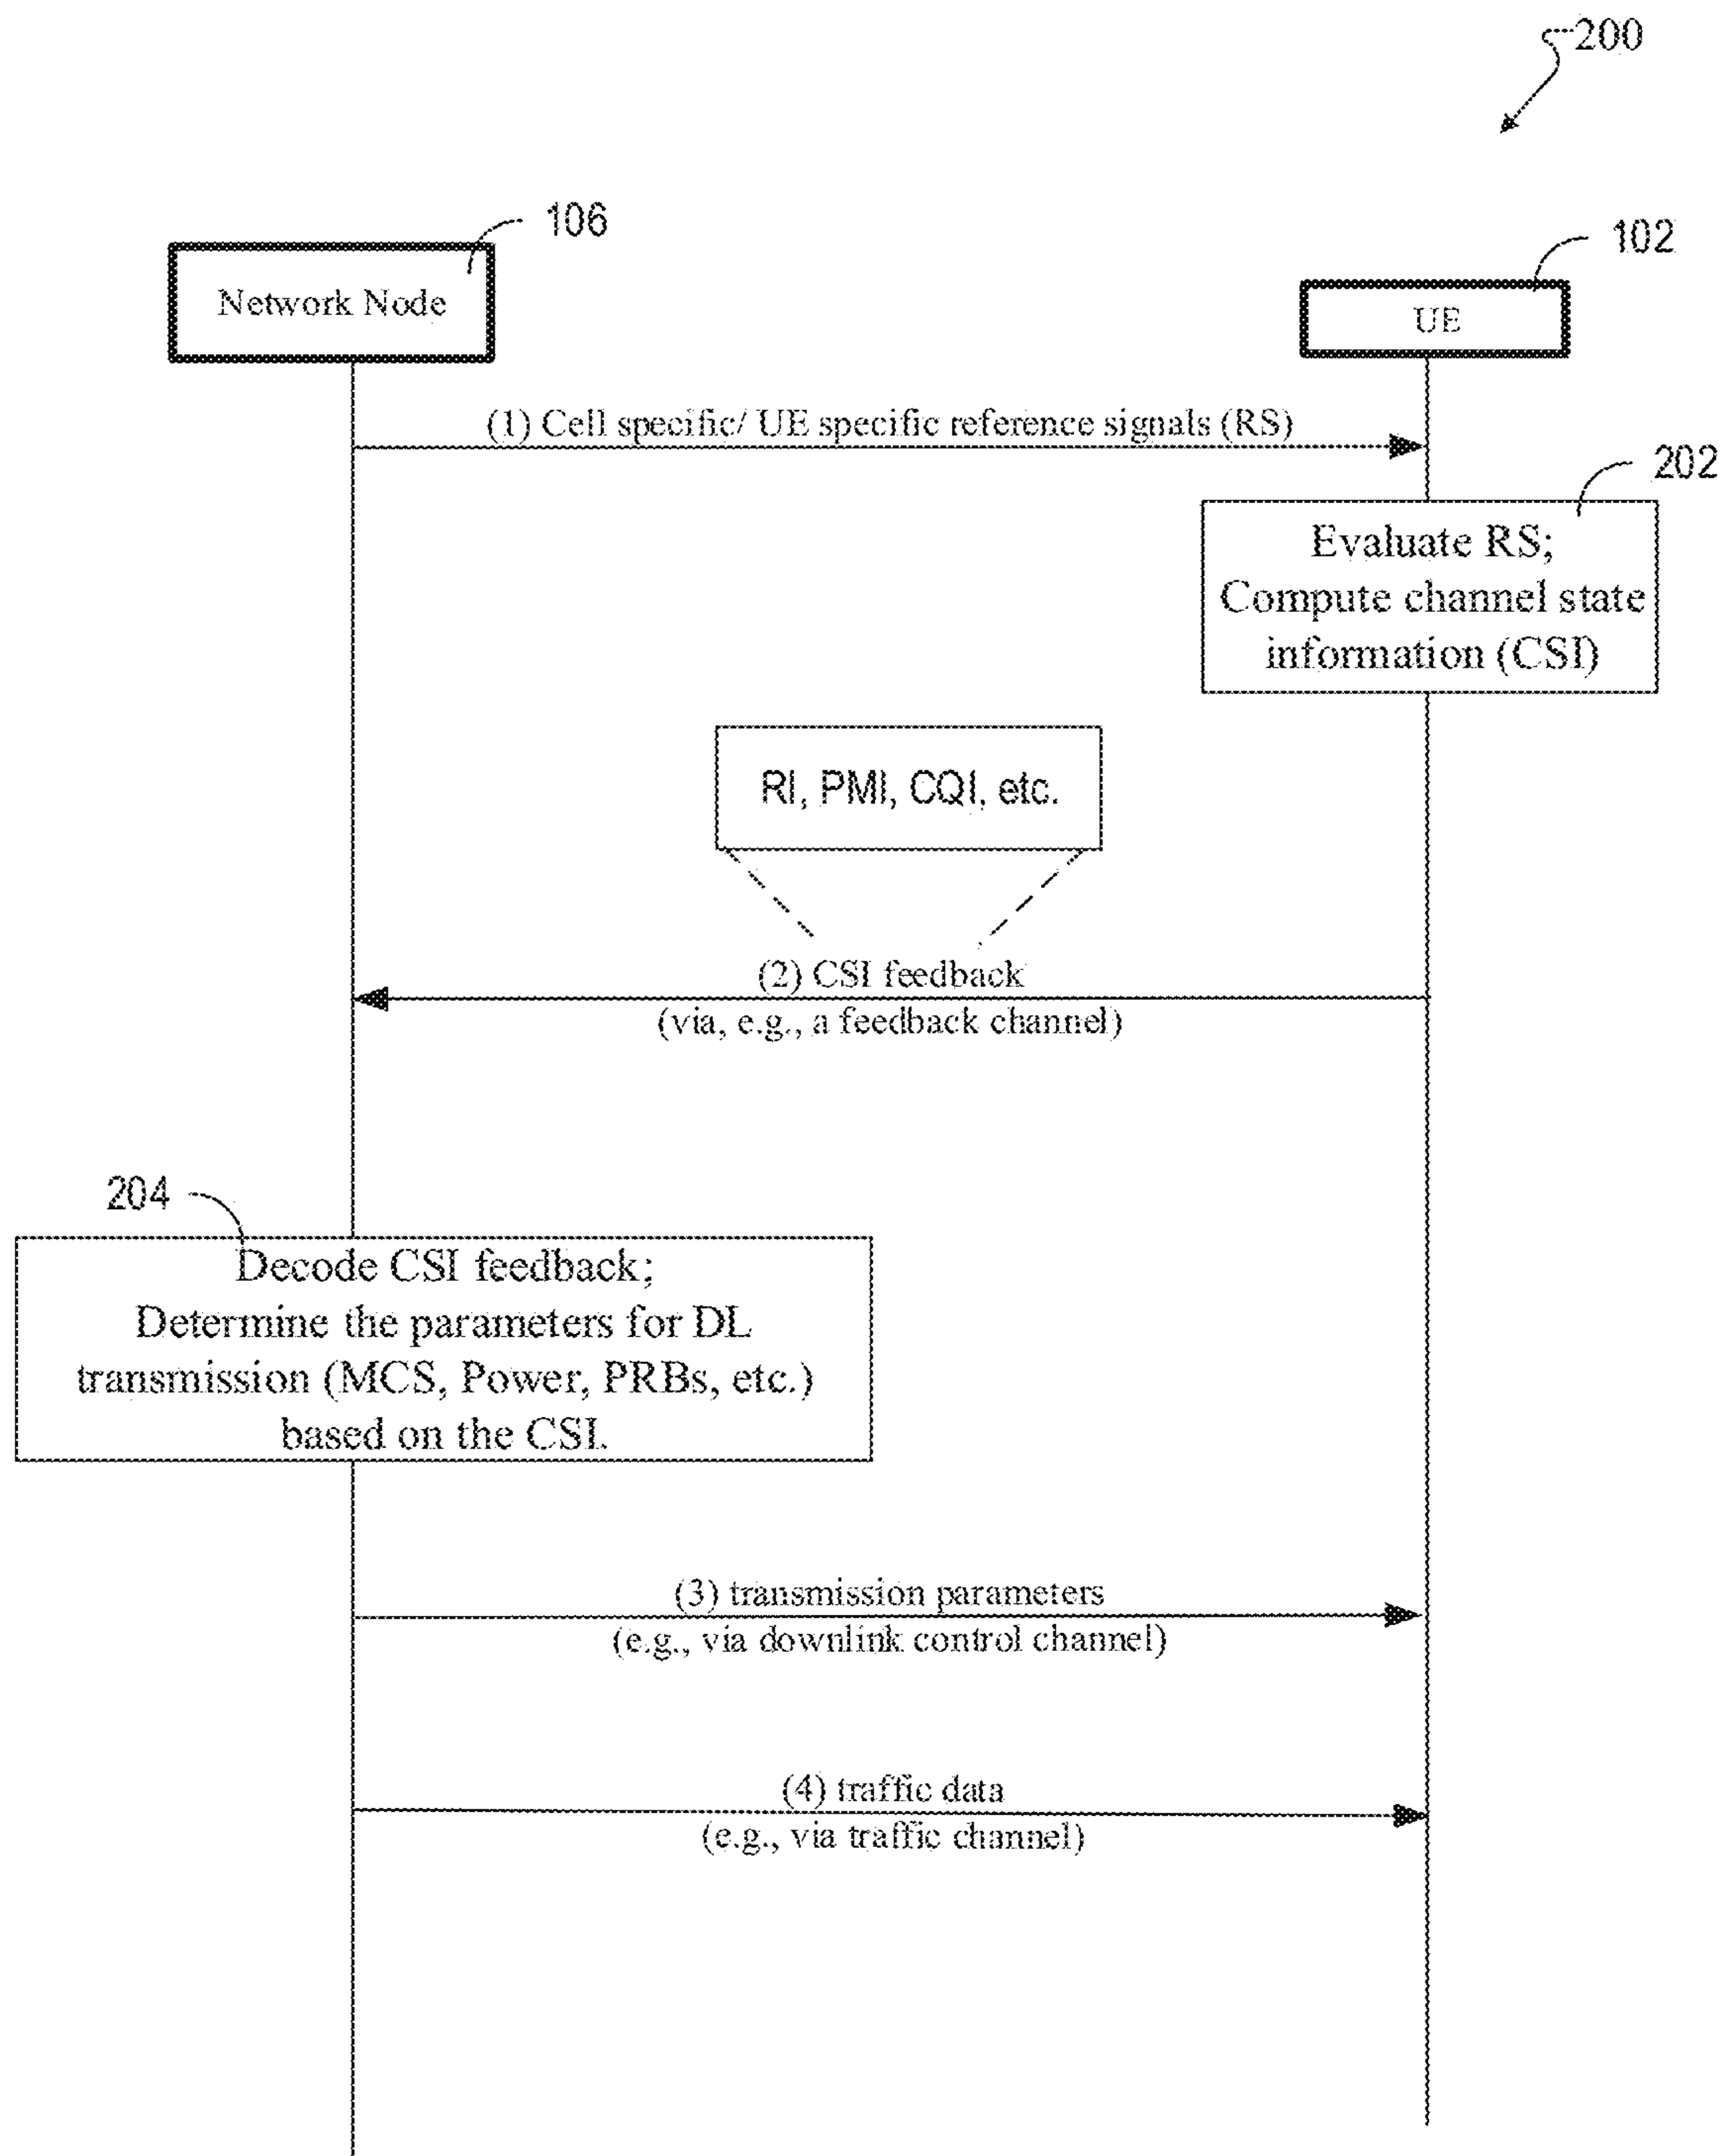 200
106
Network Node
102
UE
(1) Cell specific/ UE specific reference signals (RS)
202
Evaluate RS;
Compute channel state
information (CSI)
RI, PMI, CQI, etc.
(2) CSI feedback
(via, e.g., a feedback channel)
204
Decode CSI feedback;
Determine the parameters for DL
transmission (MCS, Power, PRBs, etc.)
based on the CSI.
(3) transmission parameters
(e.g., via downlink control channel)
(4) traffic data
(e.g., via traffic channel)